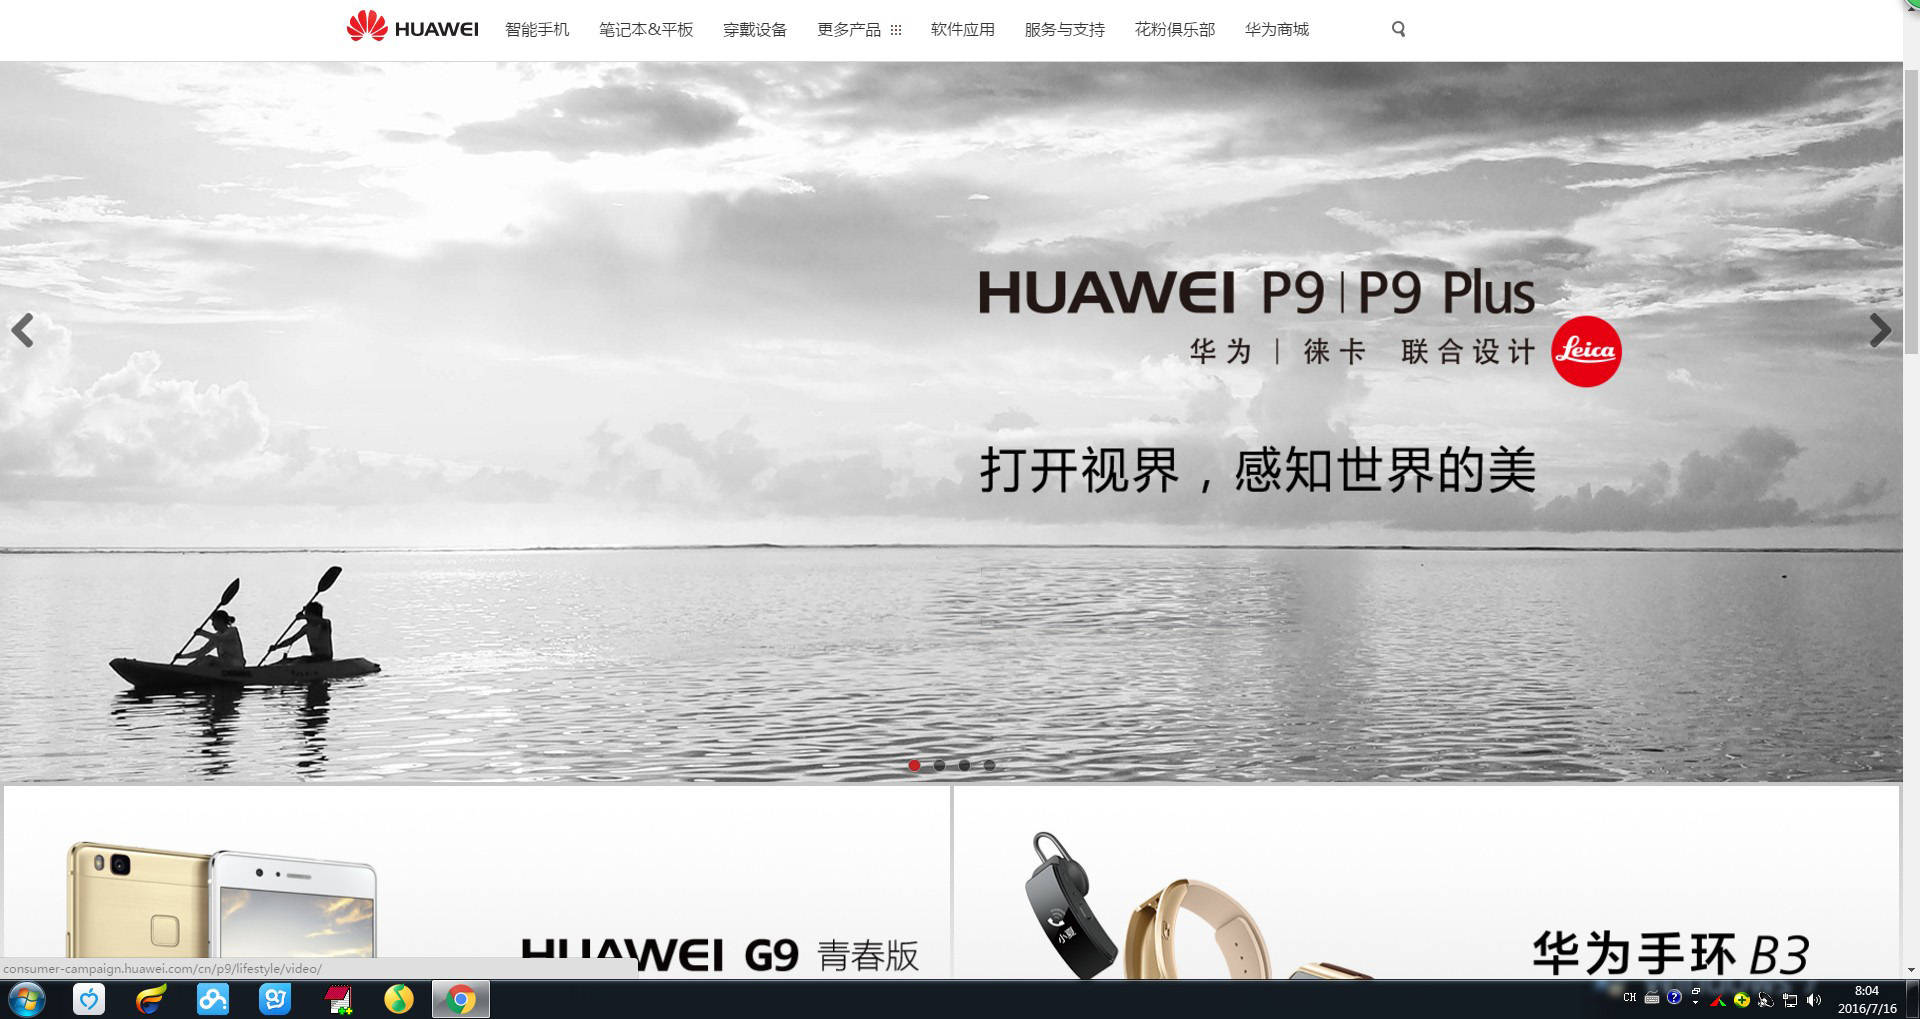 HUAWEI 智能手机 笔记本&平板 穿戴设备 更多产品 软件应用 服务与支持 花粉俱乐部 华为商城
HUAWEI P9 | P9 Plus
华为 | 徕卡 联合设计 Leica
打开视界，感知世界的美
小夏
HUAWEI G9 青春版
华为手环 B3
consumer-campaign.huawei.com/cn/p9/lifestyle/video/
CH
8:04
2016/7/16